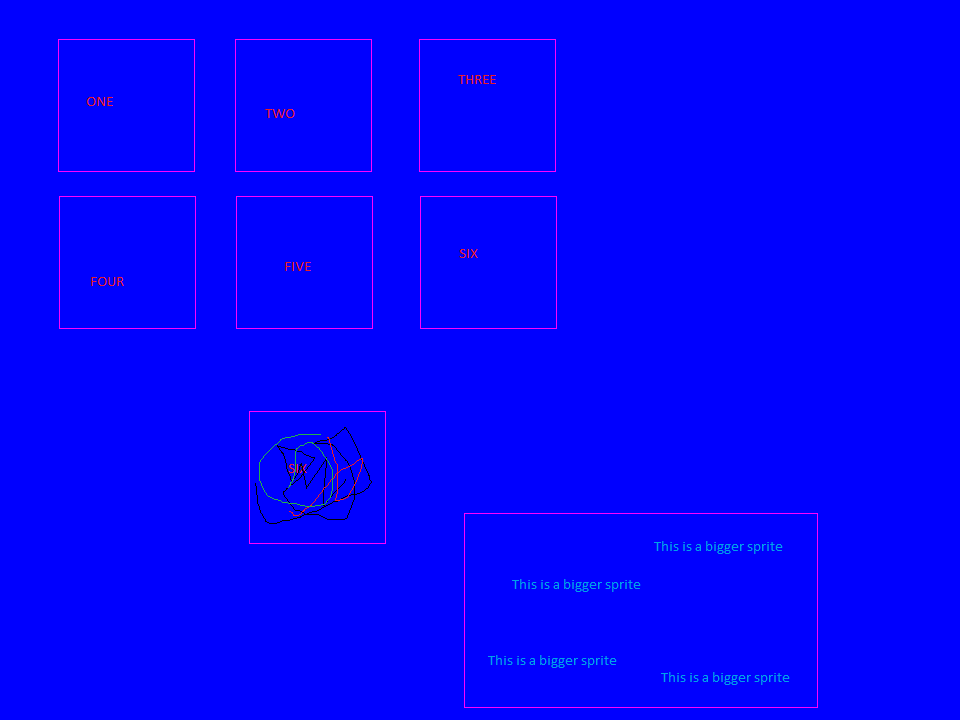 ONE
TWO
THREE
FOUR
FIVE
SIX
SIX
This is a bigger sprite
This is a bigger sprite
This is a bigger sprite
This is a bigger sprite